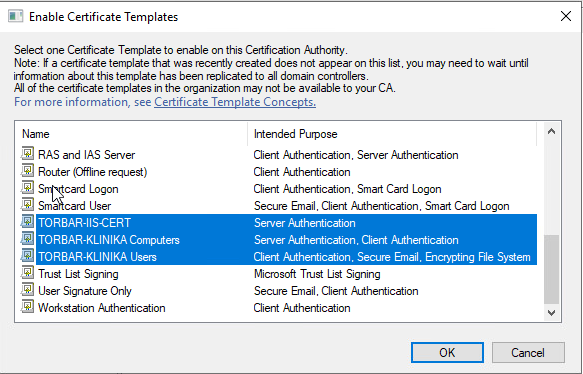 Enable Certificate Templates
Select one Certificate Template to enable on this Certification Authority.
Note: If a certificate template that was recently created does not appear on this list, you may need to wait until
information about this template has been replicated to all domain controllers.
All of the certificate templates in the organization may not be available to your CA.
For more information, see Certificate Template Concepts.
Name Intended Purpose
RAS and IAS Server Client Authentication, Server Authentication
Router (Offline request) Client Authentication
Smartcard Logon Client Authentication, Smart Card Logon
Smartcard User Secure Email, Client Authentication, Smart Card Logon
TORBAR-IIS-CERT Server Authentication
TORBAR-KLINIKA Computers Server Authentication, Client Authentication
TORBAR-KLINIKA Users Client Authentication, Secure Email, Encrypting File System
Trust List Signing Microsoft Trust List Signing
User Signature Only Secure Email, Client Authentication
Workstation Authentication Client Authentication
OK Cancel